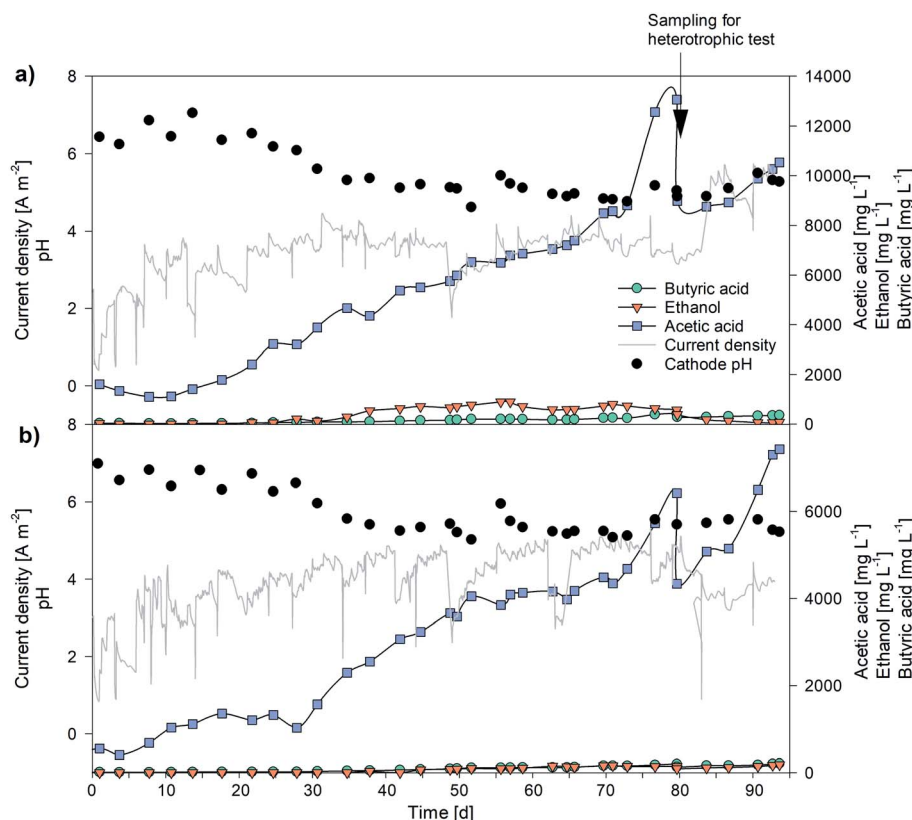 Sampling for
heterotrophic test
a)
8
6
4
2
0
Current density [A m⁻²]
pH
14000
12000
10000
8000
6000
4000
2000
0
Acetic acid [mg L⁻¹]
Ethanol [mg L⁻¹]
Butyric acid [mg L⁻¹]
Butyric acid
Ethanol
Acetic acid
Current density
Cathode pH
b)
8
6
4
2
0
Current density [A m⁻²]
pH
6000
4000
2000
0
Acetic acid [mg L⁻¹]
Ethanol [mg L⁻¹]
Butyric acid [mg L⁻¹]
0 10 20 30 40 50 60 70 80 90
Time [d]